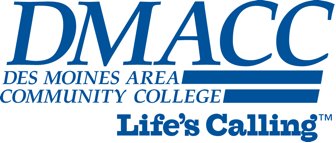 DMACC
DES MOINES AREA
COMMUNITY COLLEGE
Life's Calling™